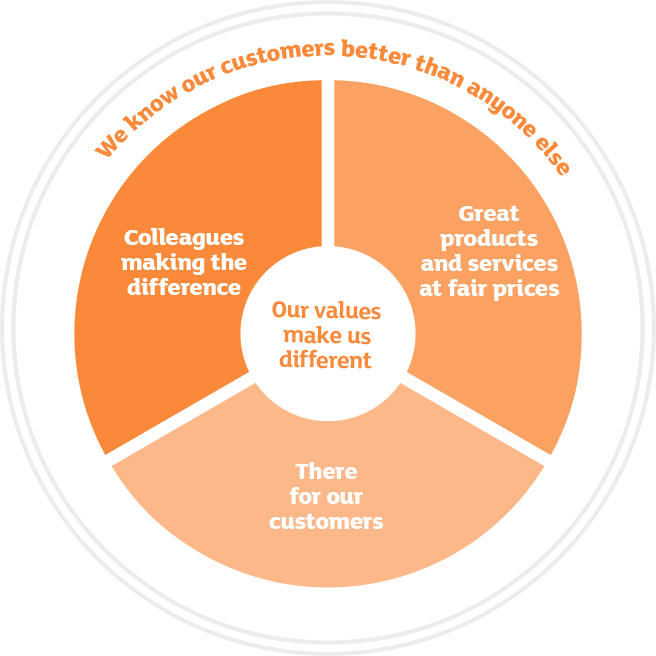 We know our customers better than anyone else
Colleagues
making the
difference
Great
products
and services
at fair prices
Our values
make us
different
There
for our
customers